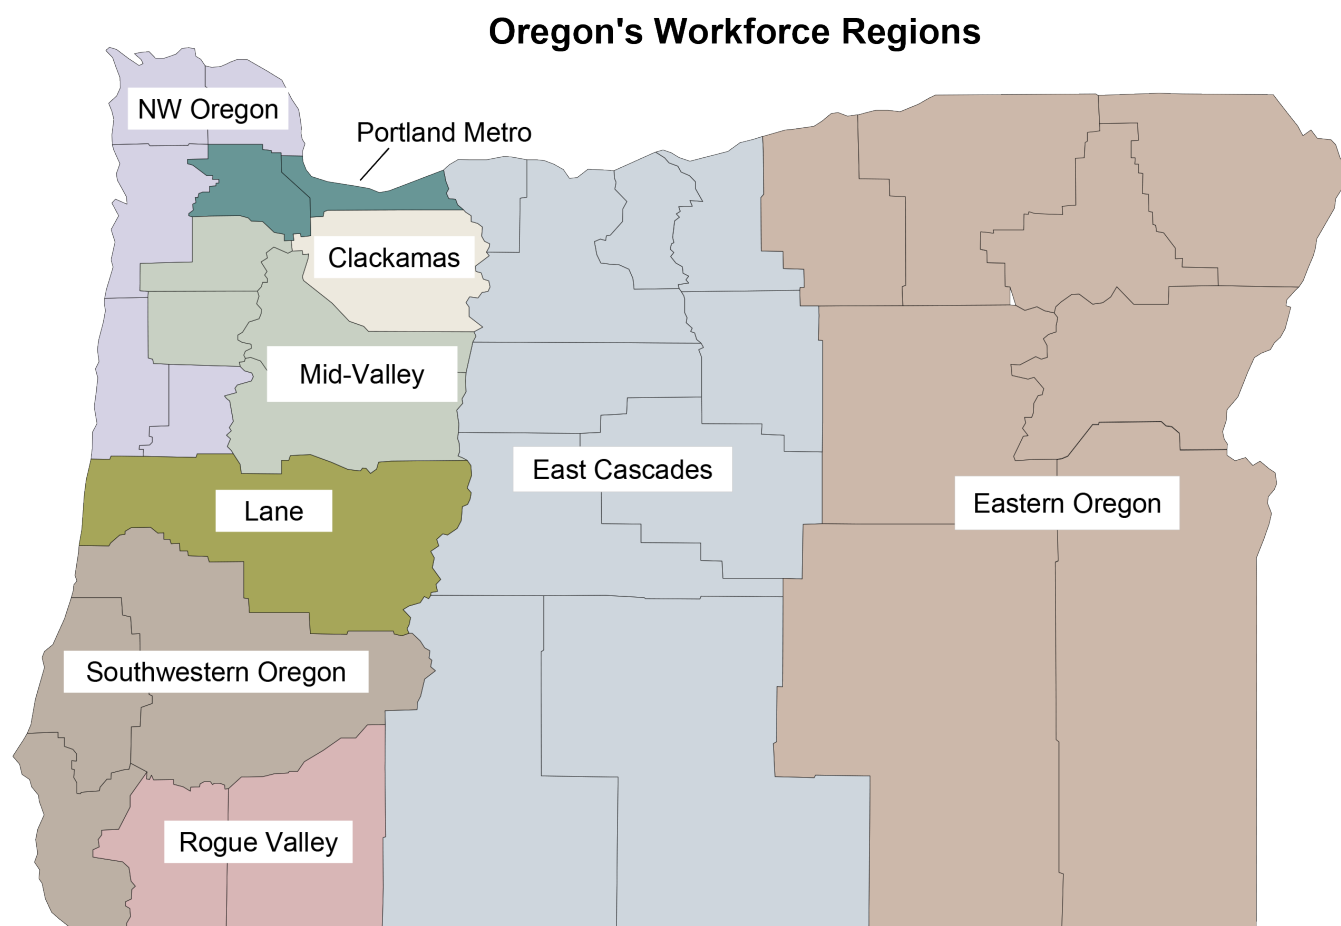 Oregon's Workforce Regions
NW Oregon
Portland Metro
Clackamas
Mid-Valley
East Cascades
Eastern Oregon
Lane
Southwestern Oregon
Rogue Valley